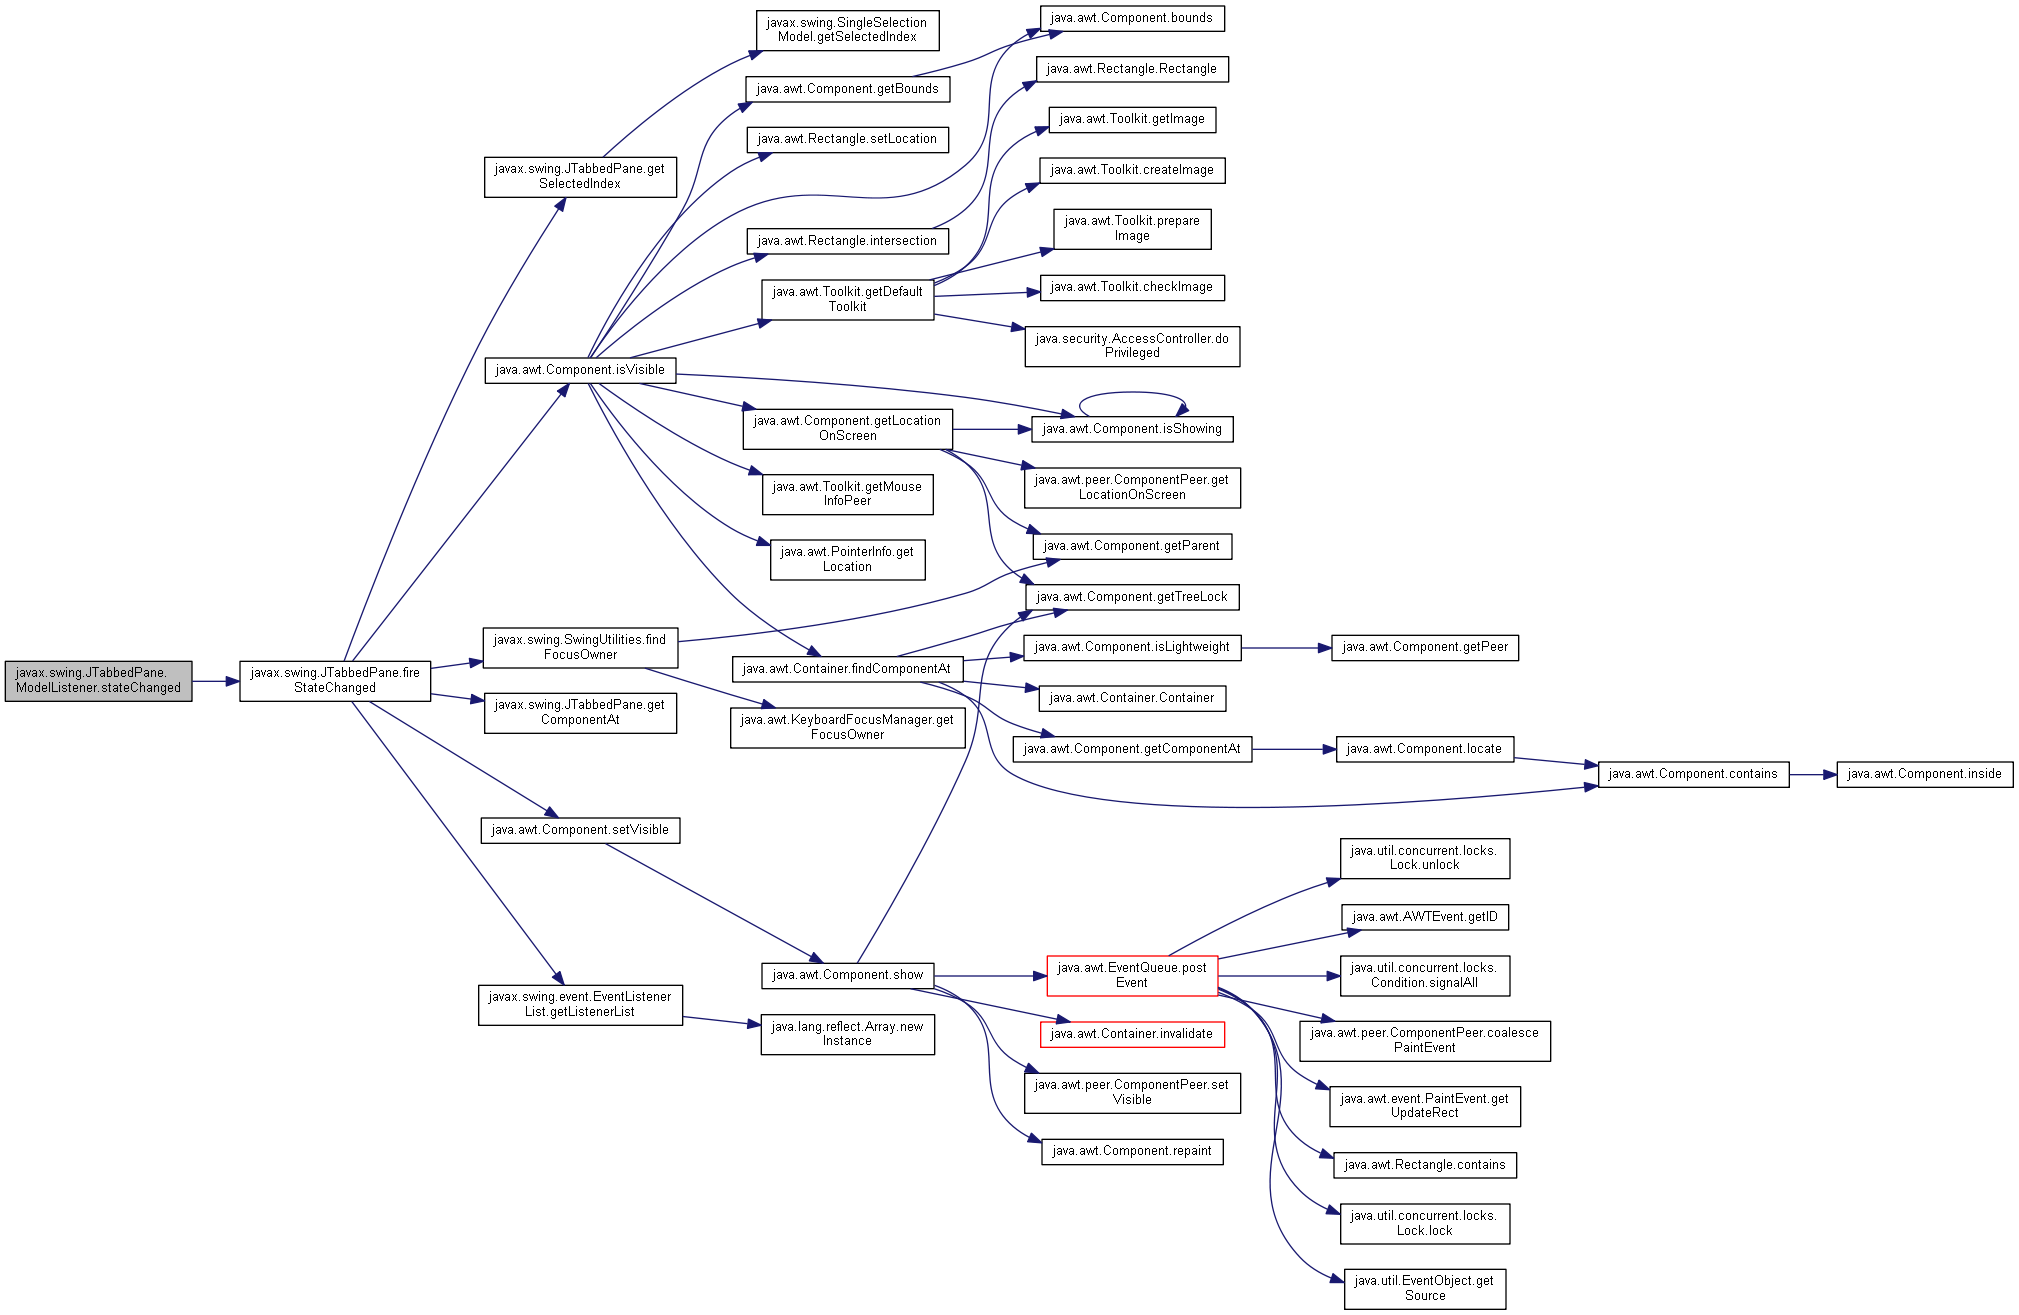 javax.swing.JTabbedPane.
ModelListener.stateChanged
javax.swing.JTabbedPane.fire
StateChanged
javax.swing.JTabbedPane.get
SelectedIndex
java.awt.Component.isVisible
javax.swing.SwingUtilities.find
FocusOwner
javax.swing.JTabbedPane.get
ComponentAt
java.awt.Component.setVisible
javax.swing.event.EventListener
List.getListenerList
javax.swing.SingleSelection
Model.getSelectedIndex
java.awt.Component.getBounds
java.awt.Rectangle.setLocation
java.awt.Rectangle.intersection
java.awt.Toolkit.getDefault
Toolkit
java.awt.Component.getLocation
OnScreen
java.awt.Toolkit.getMouse
InfoPeer
java.awt.PointerInfo.get
Location
java.awt.Container.findComponentAt
java.awt.KeyboardFocusManager.get
FocusOwner
java.awt.Component.show
java.lang.reflect.Array.new
Instance
java.awt.Component.bounds
java.awt.Rectangle.Rectangle
java.awt.Toolkit.getImage
java.awt.Toolkit.createImage
java.awt.Toolkit.prepare
Image
java.awt.Toolkit.checkImage
java.security.AccessController.do
Privileged
java.awt.Component.isShowing
java.awt.peer.ComponentPeer.get
LocationOnScreen
java.awt.Component.getParent
java.awt.Component.getTreeLock
java.awt.Component.isLightweight
java.awt.Container.Container
java.awt.Component.getComponentAt
java.awt.EventQueue.post
Event
java.awt.Container.invalidate
java.awt.peer.ComponentPeer.set
Visible
java.awt.Component.repaint
java.awt.Component.getPeer
java.awt.Component.locate
java.util.concurrent.locks.
Lock.unlock
java.awt.AWTEvent.getID
java.util.concurrent.locks.
Condition.signalAll
java.awt.peer.ComponentPeer.coalesce
PaintEvent
java.awt.event.PaintEvent.get
UpdateRect
java.awt.Rectangle.contains
java.util.concurrent.locks.
Lock.lock
java.util.EventObject.get
Source
java.awt.Component.contains
java.awt.Component.inside